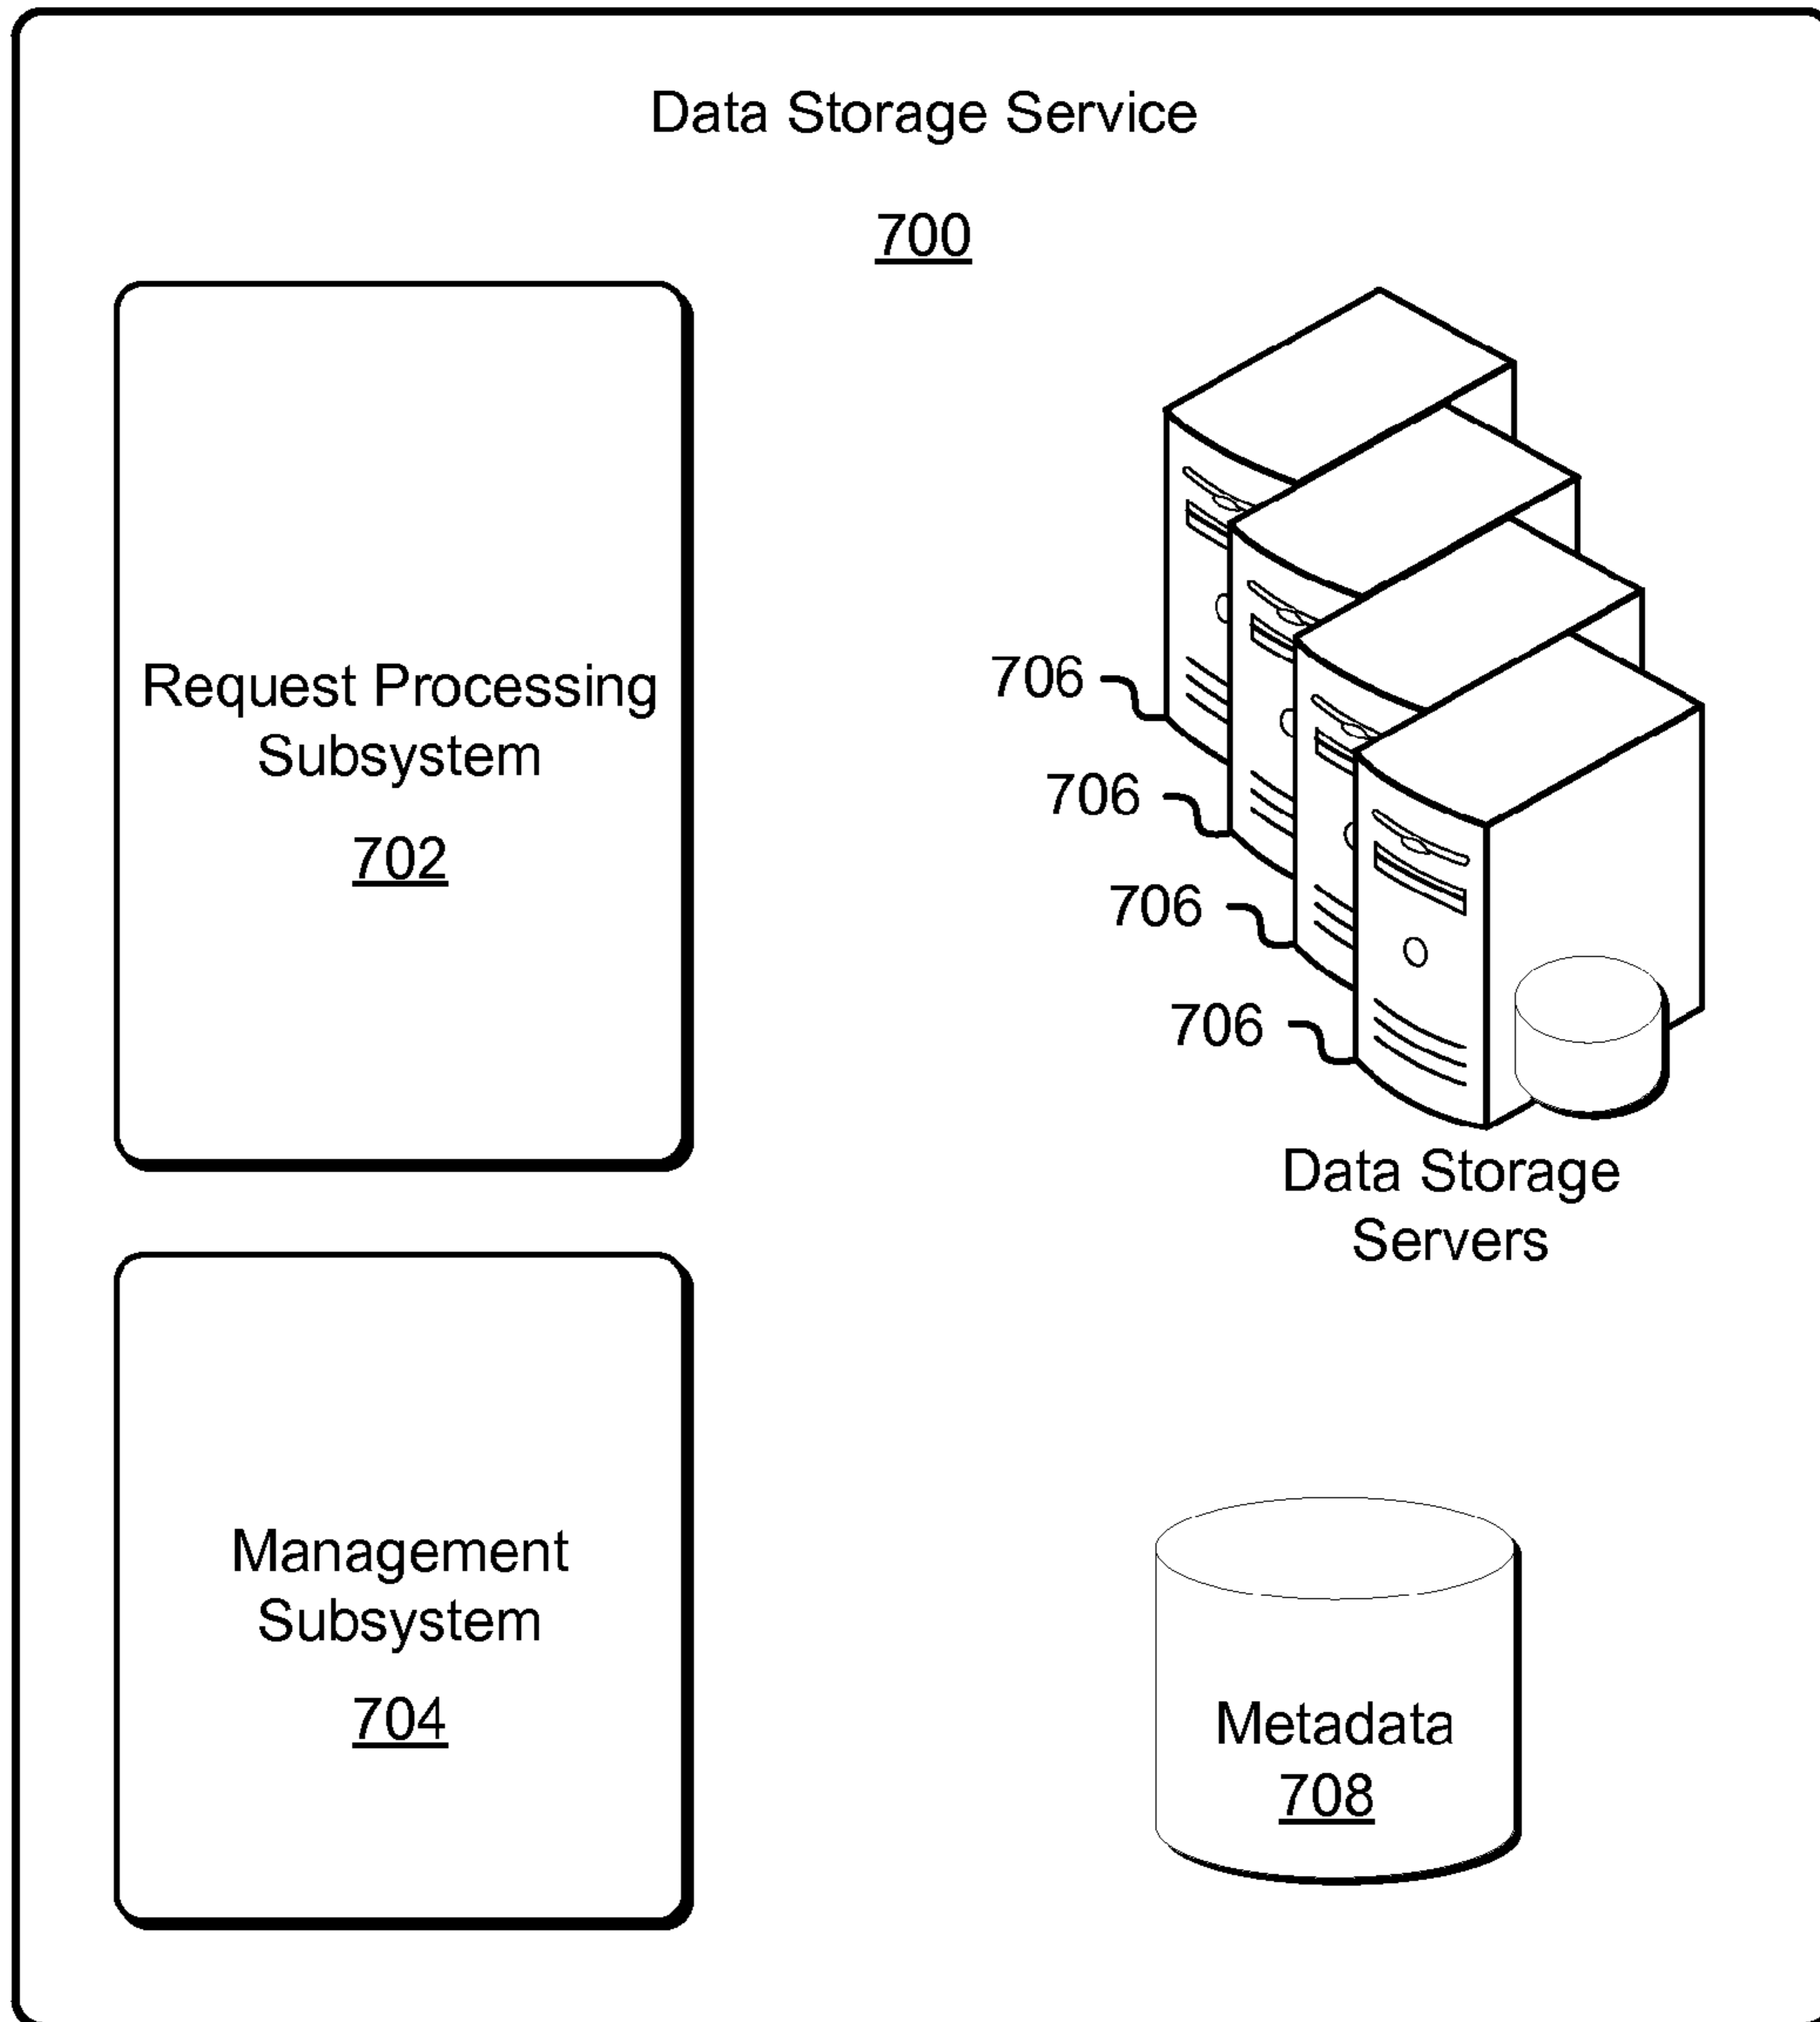 Data Storage Service
700
Request Processing
Subsystem
702
706
706
706
706
Data Storage
Servers
Management
Subsystem
704
Metadata
708